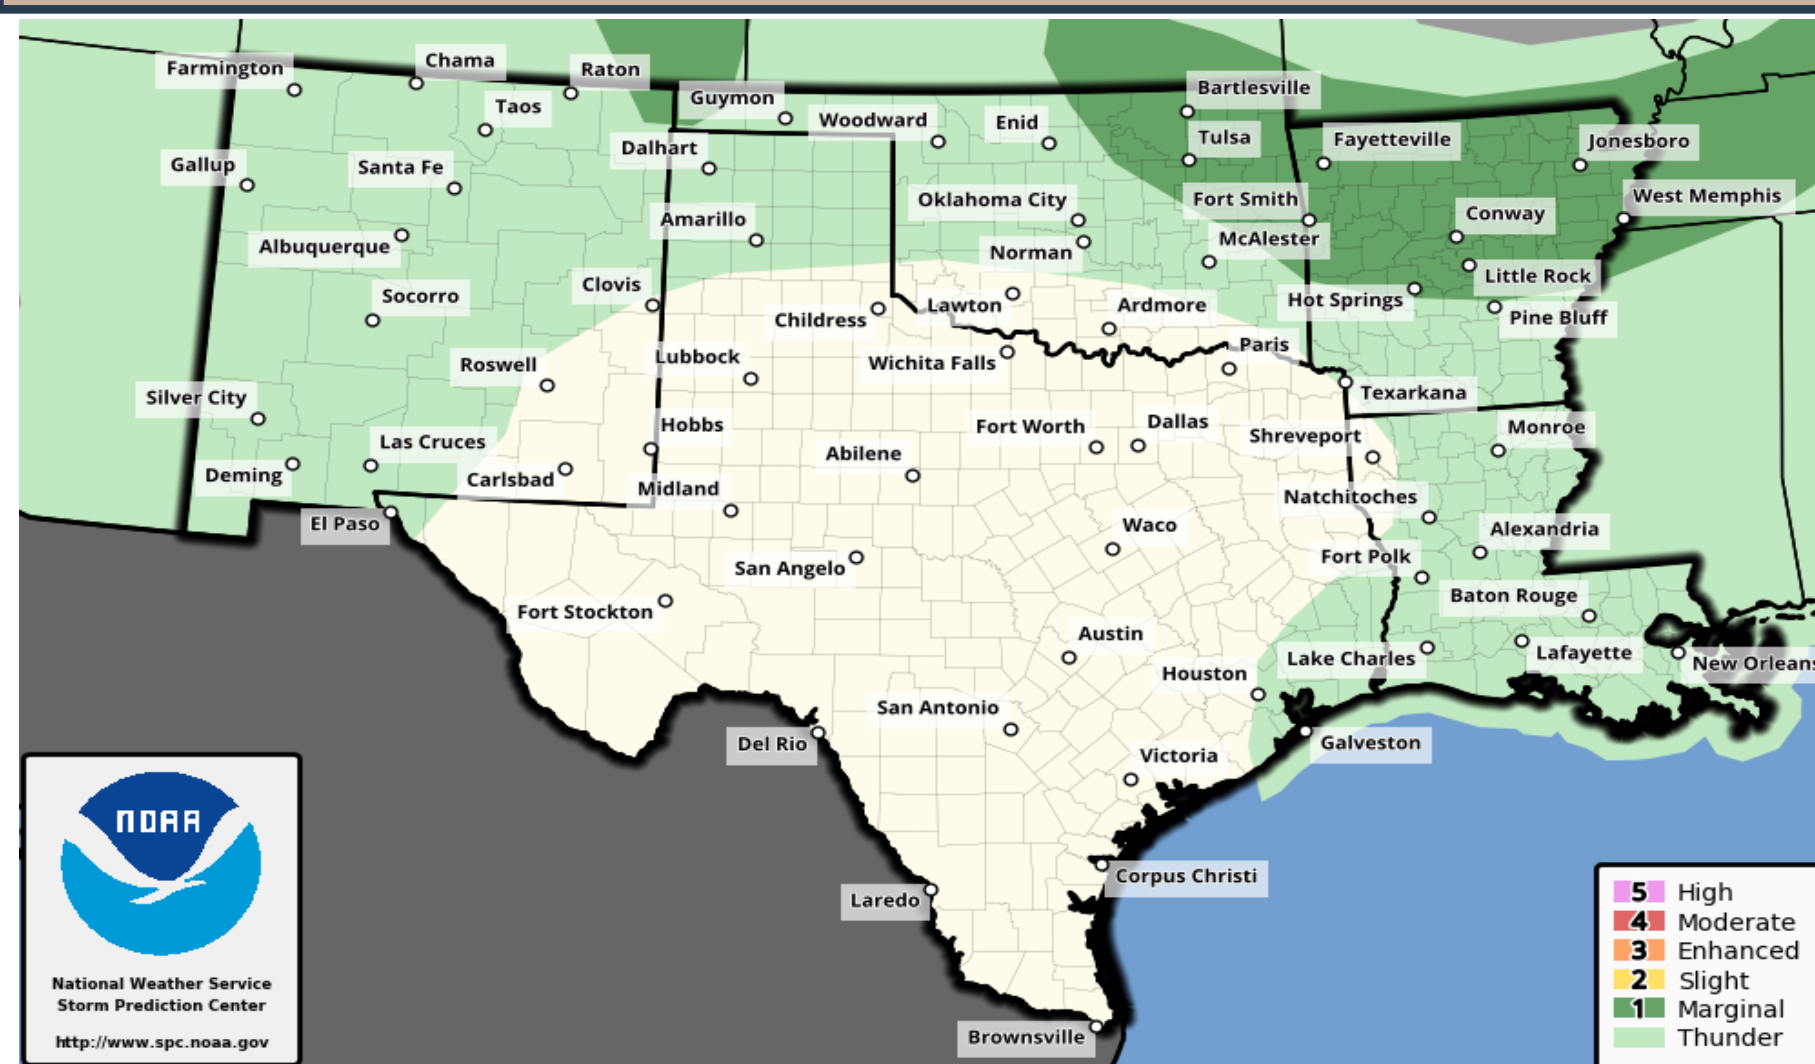 Farmington
Chama
Raton
Taos
Guymon
Woodward
Enid
Bartlesville
Tulsa
Fayetteville
Jonesboro
Gallup
Santa Fe
Dalhart
Oklahoma City
Fort Smith
West Memphis
Conway
Albuquerque
Amarillo
Norman
McAlester
Little Rock
Socorro
Clovis
Childress
Lawton
Ardmore
Hot Springs
Pine Bluff
Roswell
Lubbock
Wichita Falls
Paris
Texarkana
Silver City
Hobbs
Fort Worth
Dallas
Shreveport
Monroe
Las Cruces
Deming
Carlsbad
Midland
Abilene
Natchitoches
El Paso
Waco
Alexandria
San Angelo
Fort Polk
Fort Stockton
Baton Rouge
Austin
Lake Charles
Lafayette
New Orleans
Houston
San Antonio
Del Rio
Victoria
Galveston
Corpus Christi
Laredo
Brownsville
NOAA
National Weather Service
Storm Prediction Center
http://www.spc.noaa.gov
5 High
4 Moderate
3 Enhanced
2 Slight
1 Marginal
Thunder